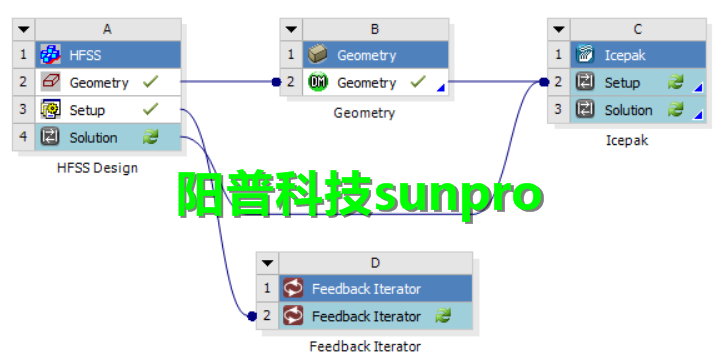 A
1 HFSS
2 Geometry
3 Setup
4 Solution
HFSS Design
B
1 Geometry
2 DM Geometry
Geometry
C
1 Icepak
2 Setup
3 Solution
Icepak
阳普科技sunpro
D
1 Feedback Iterator
2 Feedback Iterator
Feedback Iterator